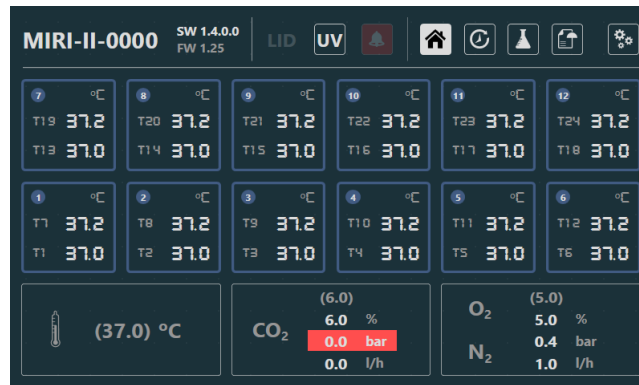 MIRI-II-0000 SW 1.4.0.0 LID UV
FW 1.25
7 °C 8 °C 9 °C 10 °C 11 °C 12 °C
T19 37.2 T20 37.2 T21 37.2 T22 37.2 T23 37.2 T24 37.2
T13 37.0 T14 37.0 T15 37.0 T16 37.0 T17 37.0 T18 37.0
1 °C 2 °C 3 °C 4 °C 5 °C 6 °C
T7 37.2 T8 37.2 T9 37.2 T10 37.2 T11 37.2 T12 37.2
T1 37.0 T2 37.0 T3 37.0 T4 37.0 T5 37.0 T6 37.0
(37.0) °C
CO₂
(6.0)
6.0 %
0.0 bar
0.0 l/h
O₂ (5.0)
5.0 %
N₂ 0.4 bar
1.0 l/h